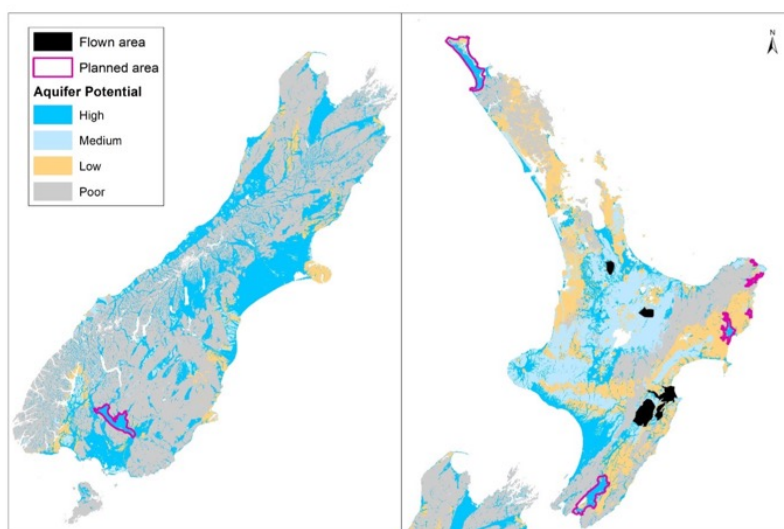 Flown area
Planned area
Aquifer Potential
High
Medium
Low
Poor
N